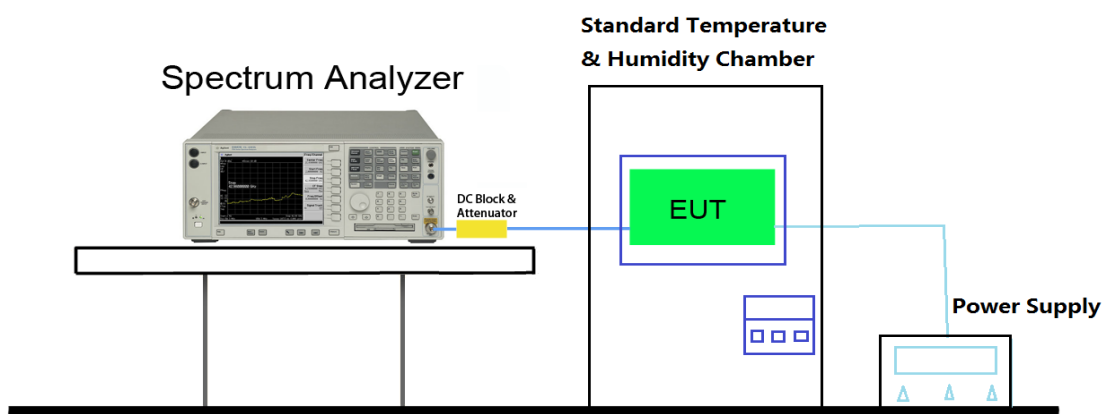 Standard Temperature
& Humidity Chamber
Spectrum Analyzer
DC Block &
Attenuator
EUT
Power Supply